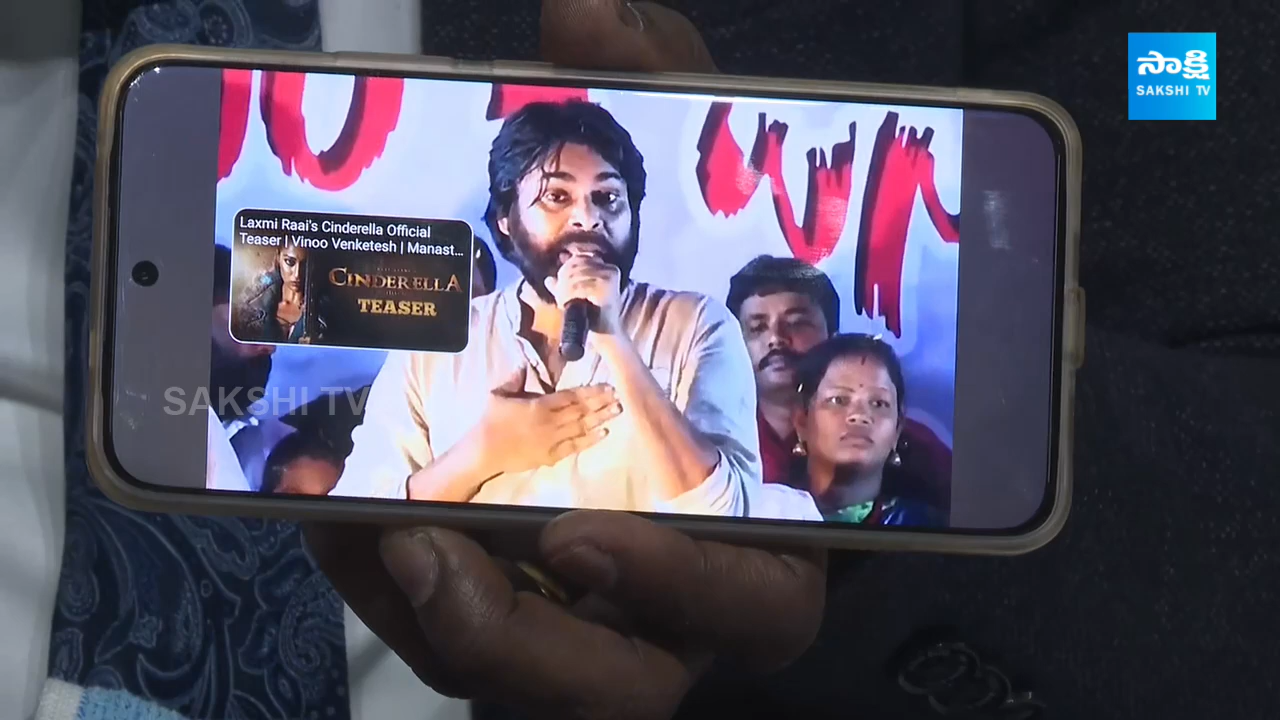 సాక్షి
SAKSHI TV
Laxmi Raai's Cinderella Official
Teaser | Vinoo Venketesh | Manast...
CINDERELLA
TEASER
SAKSHI TV